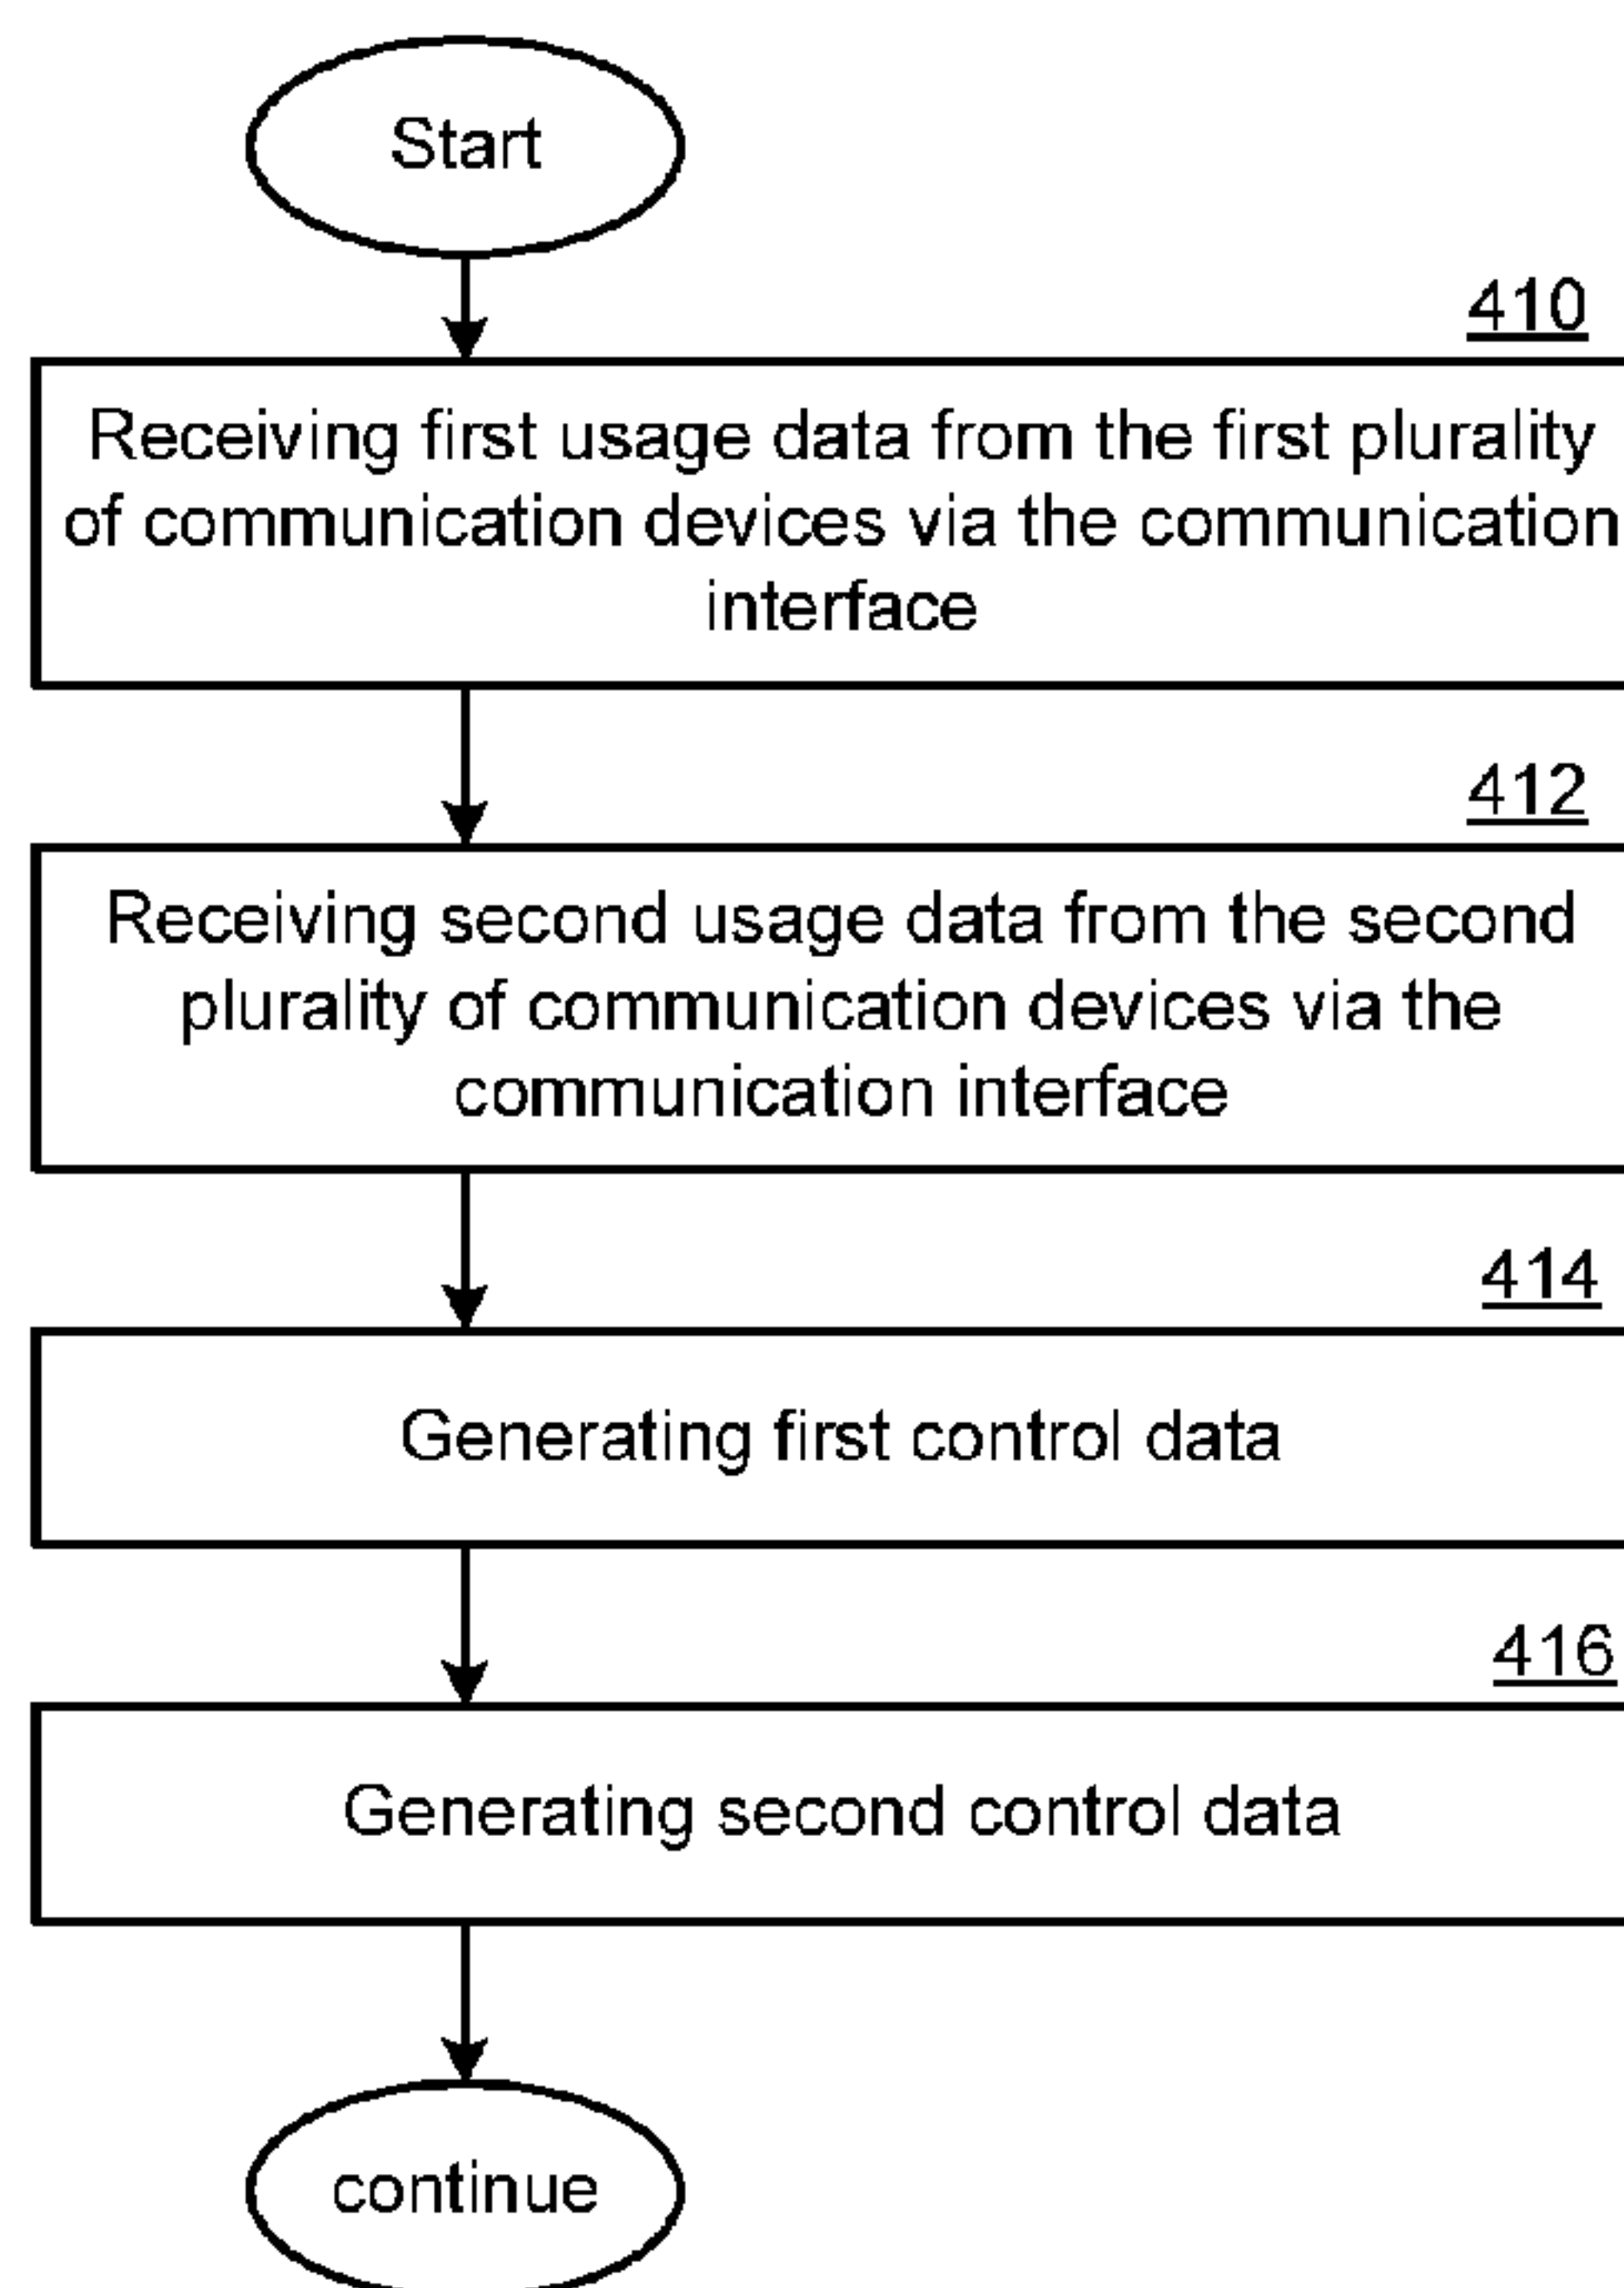 Start
410
Receiving first usage data from the first plurality
of communication devices via the communication
interface
412
Receiving second usage data from the second
plurality of communication devices via the
communication interface
414
Generating first control data
416
Generating second control data
continue